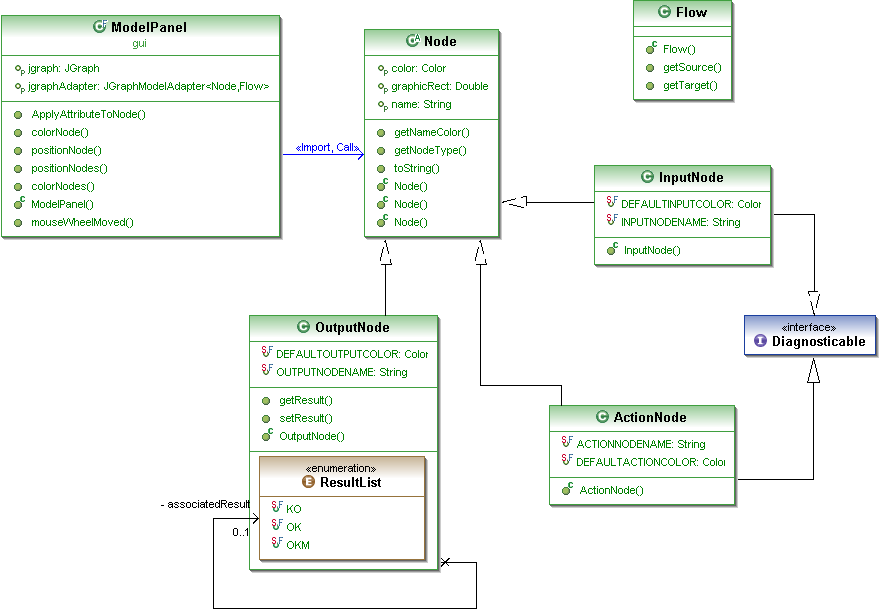 ModelPanel
gui
jgraph: JGraph
jgraphAdapter: JGraphModelAdapter<Node,Flow>
ApplyAttributeToNode()
colorNode()
positionNode()
positionNodes()
colorNodes()
ModelPanel()
mouseWheelMoved()
«Import, Call»
Node
color: Color
graphicRect: Double
name: String
getNameColor()
getNodeType()
toString()
Node()
Node()
Node()
Flow
Flow()
getSource()
getTarget()
InputNode
DEFAULTINPUTCOLOR: Color
INPUTNODENAME: String
InputNode()
«interface»
Diagnosticable
OutputNode
DEFAULTOUTPUTCOLOR: Color
OUTPUTNODENAME: String
getResult()
setResult()
OutputNode()
«enumeration»
ResultList
KO
OK
OKM
- associatedResult
0..1
ActionNode
ACTIONNODENAME: String
DEFAULTACTIONCOLOR: Color
ActionNode()